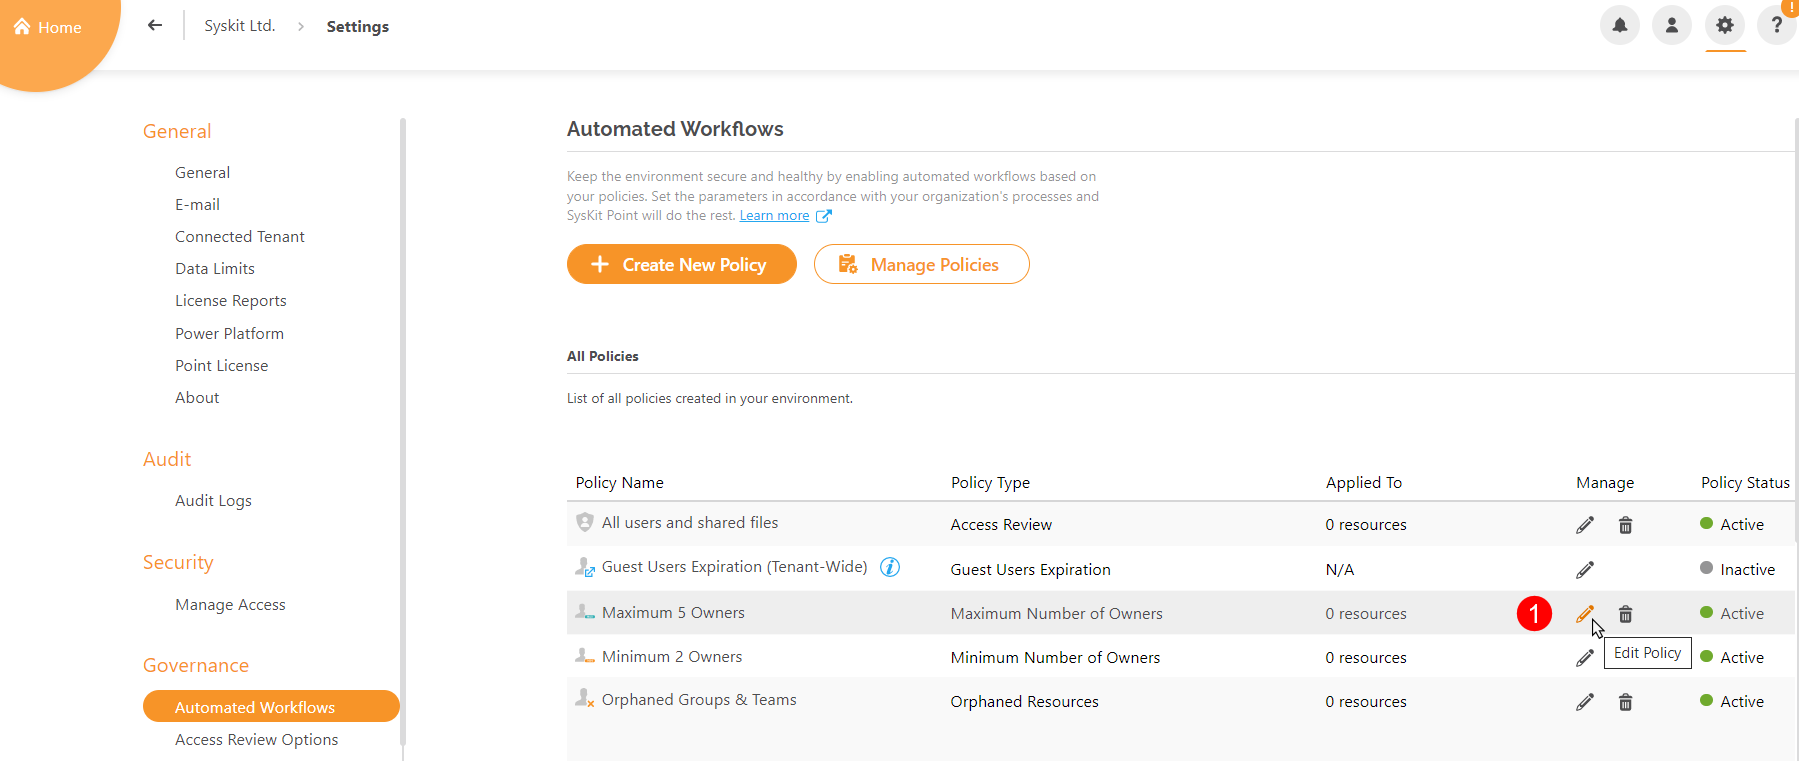 Home
Syskit Ltd. > Settings
!
?
General
General
E-mail
Connected Tenant
Data Limits
License Reports
Power Platform
Point License
About
Audit
Audit Logs
Security
Manage Access
Governance
Automated Workflows
Access Review Options
Automated Workflows
Keep the environment secure and healthy by enabling automated workflows based on
your policies. Set the parameters in accordance with your organization's processes and
SysKit Point will do the rest. Learn more
+ Create New Policy
Manage Policies
All Policies
List of all policies created in your environment.
Policy Name Policy Type Applied To Manage Policy Status
All users and shared files Access Review 0 resources Active
Guest Users Expiration (Tenant-Wide) i Guest Users Expiration N/A Inactive
Maximum 5 Owners Maximum Number of Owners 0 resources 1 Active
Minimum 2 Owners Minimum Number of Owners 0 resources Edit Policy Active
Orphaned Groups & Teams Orphaned Resources 0 resources Active